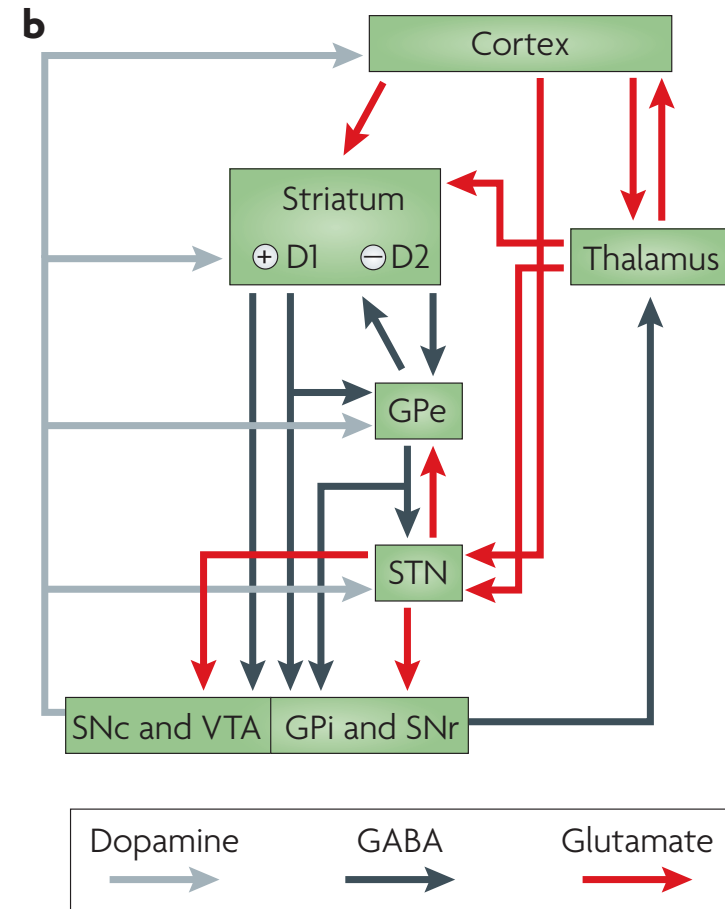 b
Cortex
Striatum
+ D1 − D2
Thalamus
GPe
STN
SNc and VTA GPi and SNr
Dopamine GABA Glutamate